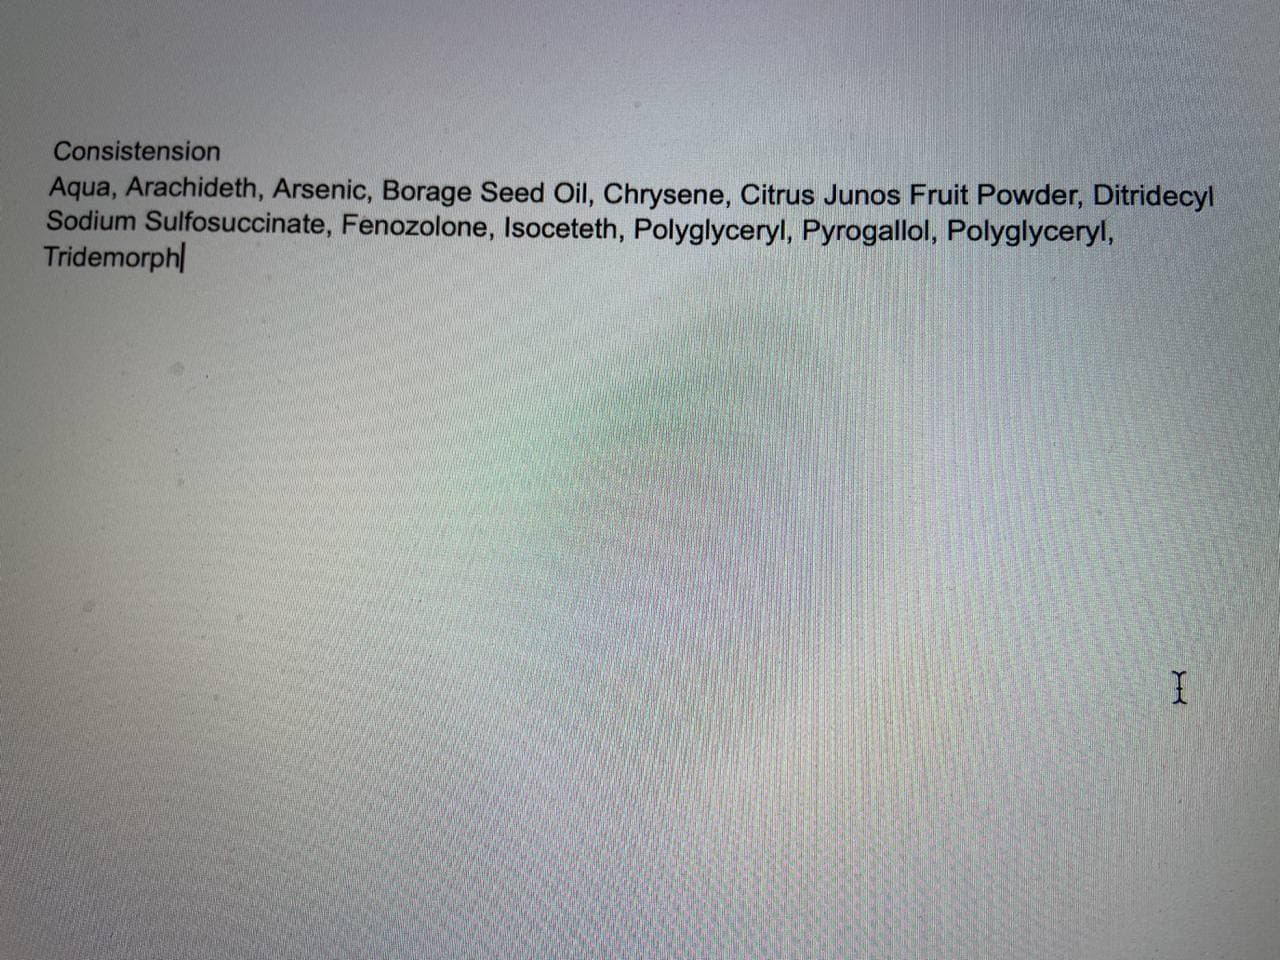 Consistension
Aqua, Arachideth, Arsenic, Borage Seed Oil, Chrysene, Citrus Junos Fruit Powder, Ditridecyl
Sodium Sulfosuccinate, Fenozolone, Isoceteth, Polyglyceryl, Pyrogallol, Polyglyceryl,
Tridemorph